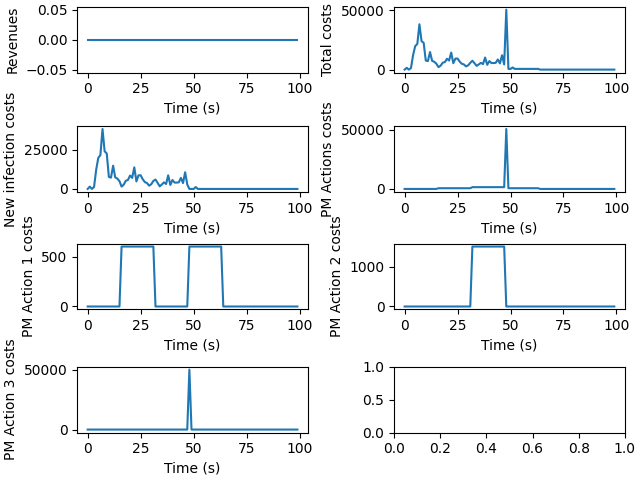 Revenues
0.05
0.00
−0.05
0 25 50 75 100
Time (s)
Total costs
50000
0
0 25 50 75 100
Time (s)
New infection costs
25000
0
0 25 50 75 100
Time (s)
PM Actions costs
50000
0
0 25 50 75 100
Time (s)
PM Action 1 costs
500
0
0 25 50 75 100
Time (s)
PM Action 2 costs
1000
0
0 25 50 75 100
Time (s)
PM Action 3 costs
50000
0
0 25 50 75 100
Time (s)
1.0
0.5
0.0
0.0 0.2 0.4 0.6 0.8 1.0